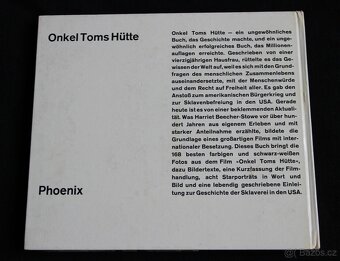 Onkel Toms Hütte
Onkel Toms Hütte – ein ungewöhnliches
Buch, das Geschichte machte, und ein unge-
wöhnlich erfolgreiches Buch, das Millionen-
auflagen erreichte. Geschrieben von einer
vierzigjährigen Hausfrau, rüttelte es das Ge-
wissen der Welt auf, weil es sich mit den Grund-
fragen des menschlichen Zusammenlebens
auseinandersetzte, mit der Menschenwürde
und dem Recht auf Freiheit aller. Es gab den
Anstoß zum amerikanischen Bürgerkrieg und
zur Sklavenbefreiung in den USA. Gerade
heute ist es von einer beklemmenden Aktuali-
tät. Was Harriet Beecher-Stowe vor über hun-
dert Jahren aus eigenem Erleben und mit
starker Anteilnahme erzählte, bildete die
Grundlage eines großartigen Films mit inter-
nationaler Besetzung. Dieses Buch bringt die
168 besten farbigen und schwarz-weißen
Fotos aus dem Film »Onkel Toms Hütte«,
dazu Bildertexte, eine Kurzfassung der Film-
handlung, acht Starporträts in Wort und
Bild und eine lebendig geschriebene Einlei-
tung zur Geschichte der Sklaverei in den USA.
Phoenix